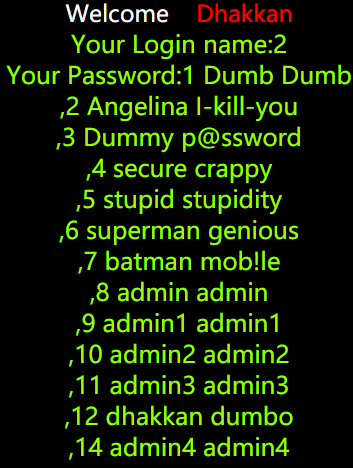 Welcome Dhakkan
Your Login name:2
Your Password:1 Dumb Dumb
,2 Angelina I-kill-you
,3 Dummy p@ssword
,4 secure crappy
,5 stupid stupidity
,6 superman genious
,7 batman mob!le
,8 admin admin
,9 admin1 admin1
,10 admin2 admin2
,11 admin3 admin3
,12 dhakkan dumbo
,14 admin4 admin4